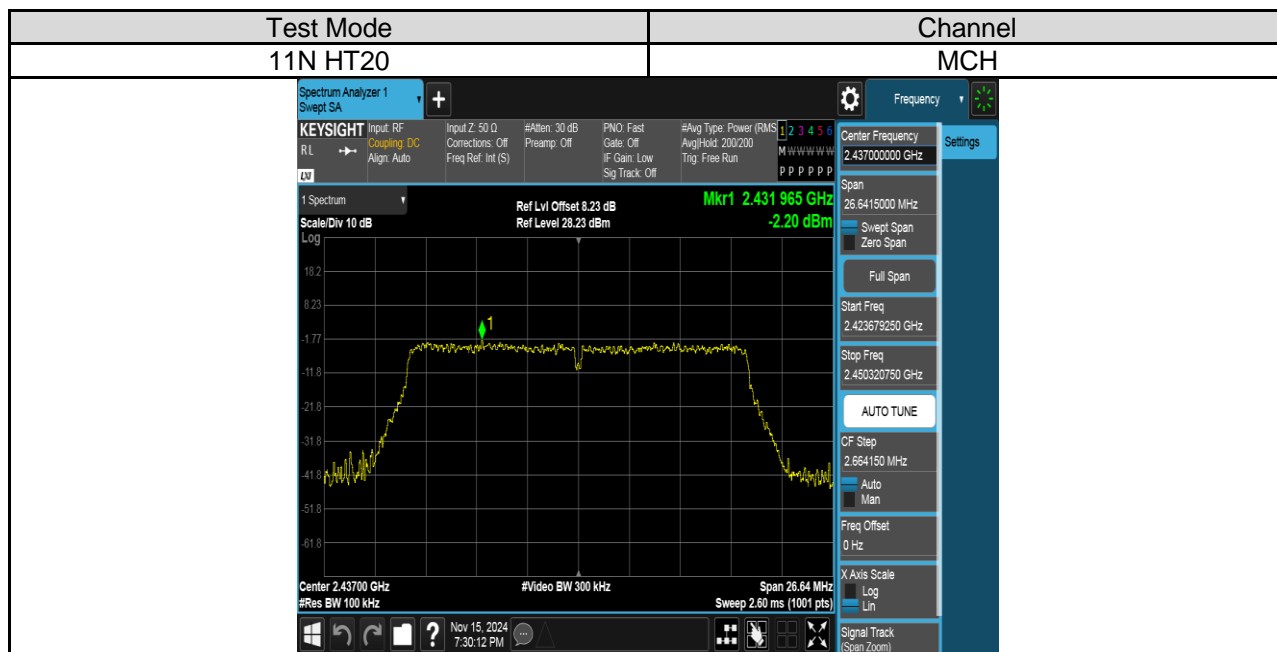 Test Mode Channel
11N HT20 MCH
Spectrum Analyzer 1
Swept SA
+
Frequency
KEYSIGHT Input: RF Input Z: 50 Ω #Atten: 30 dB PNO: Fast #Avg Type: Power (RMS 1 2 3 4 5 6
RL Coupling: DC Corrections: Off Preamp: Off Gate: Off Avg|Hold: 200/200 M W W W W W
Align: Auto Freq Ref: Int (S) IF Gain: Low Trig: Free Run
LXI Sig Track: Off P P P P P P
1 Spectrum Ref Lvl Offset 8.23 dB Mkr1 2.431 965 GHz
Scale/Div 10 dB Ref Level 28.23 dBm -2.20 dBm
Log
18.2
8.23
1
-1.77
-11.8
-21.8
-31.8
-41.8
-51.8
-61.8
Center 2.43700 GHz #Video BW 300 kHz Span 26.64 MHz
#Res BW 100 kHz Sweep 2.60 ms (1001 pts)
? Nov 15, 2024
7:30:12 PM
Center Frequency
2.437000000 GHz
Settings
Span
26.6415000 MHz
Swept Span
Zero Span
Full Span
Start Freq
2.423679250 GHz
Stop Freq
2.450320750 GHz
AUTO TUNE
CF Step
2.664150 MHz
Auto
Man
Freq Offset
0 Hz
X Axis Scale
Log
Lin
Signal Track
(Span Zoom)